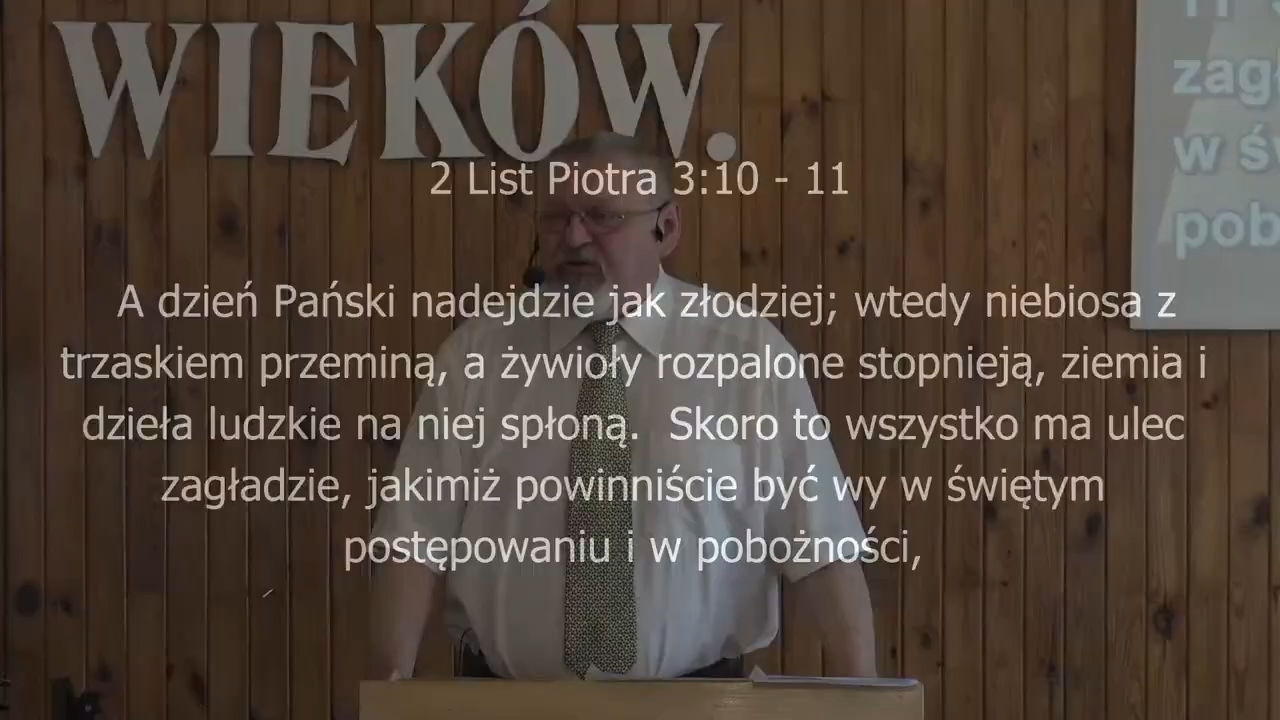 WIEKÓW.
2 List Piotra 3:10 - 11
A dzień Pański nadejdzie jak złodziej; wtedy niebiosa z
trzaskiem przeminą, a żywioły rozpalone stopnieją, ziemia i
dzieła ludzkie na niej spłoną.  Skoro to wszystko ma ulec
zagładzie, jakimiż powinniście być wy w świętym
postępowaniu i w pobożności,